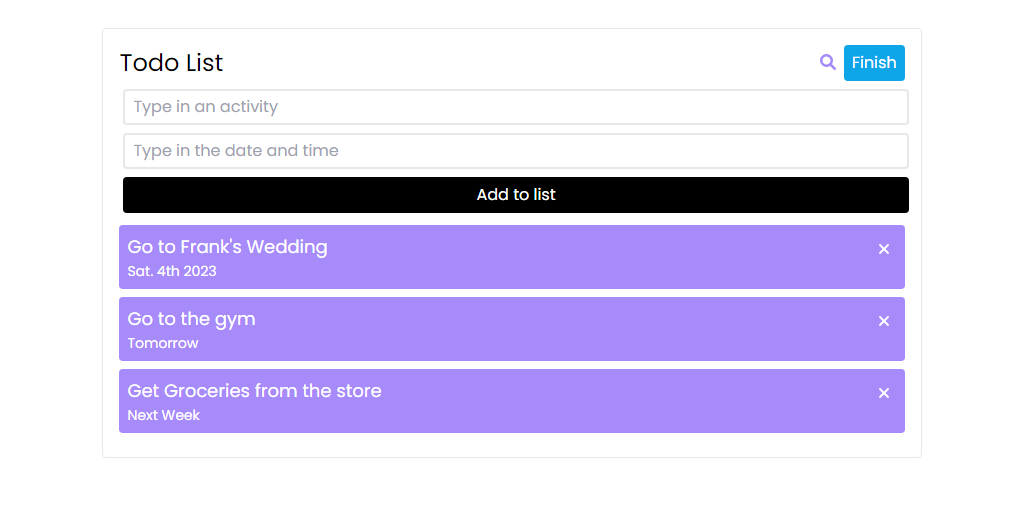 Todo List
Finish
Type in an activity
Type in the date and time
Add to list
Go to Frank's Wedding
Sat. 4th 2023
Go to the gym
Tomorrow
Get Groceries from the store
Next Week